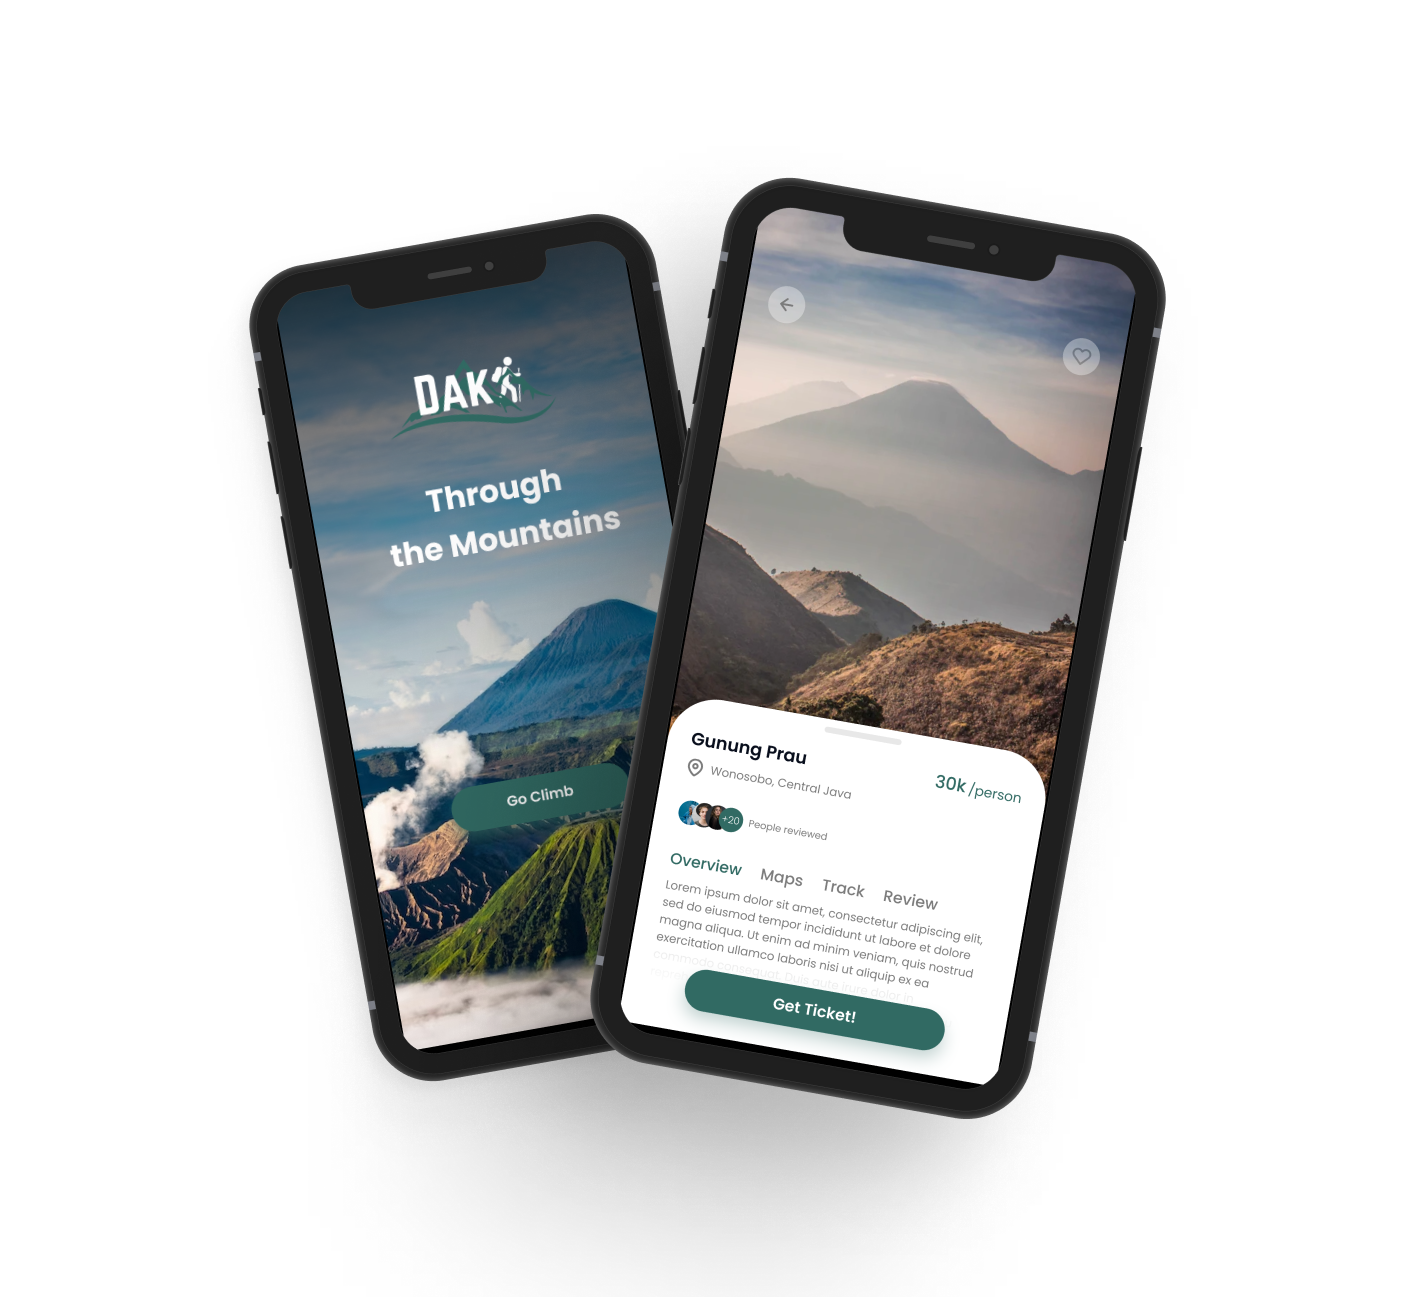 DAK
Through
the Mountains
Go Climb
Gunung Prau
Wonosobo, Central Java
30k/person
+20
People reviewed
Overview Maps Track Review
Lorem ipsum dolor sit amet, consectetur adipiscing elit,
sed do eiusmod tempor incididunt ut labore et dolore
magna aliqua. Ut enim ad minim veniam, quis nostrud
exercitation ullamco laboris nisi ut aliquip ex ea
commodo consequat. Duis aute irure dolor in
Get Ticket!